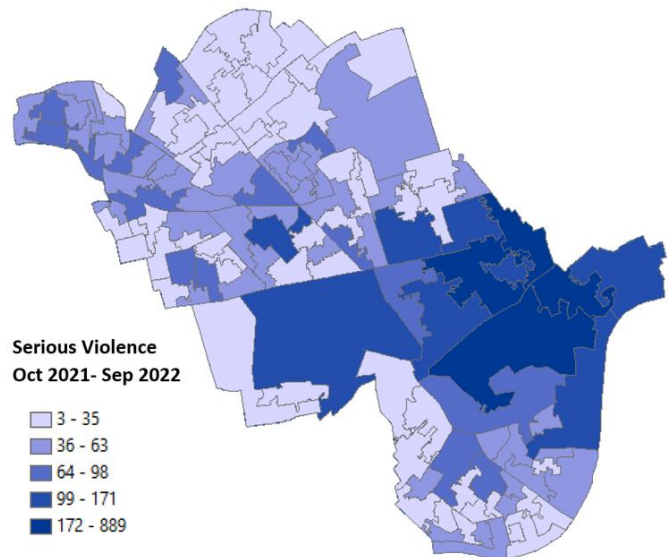 Serious Violence
Oct 2021- Sep 2022
3 - 35
36 - 63
64 - 98
99 - 171
172 - 889